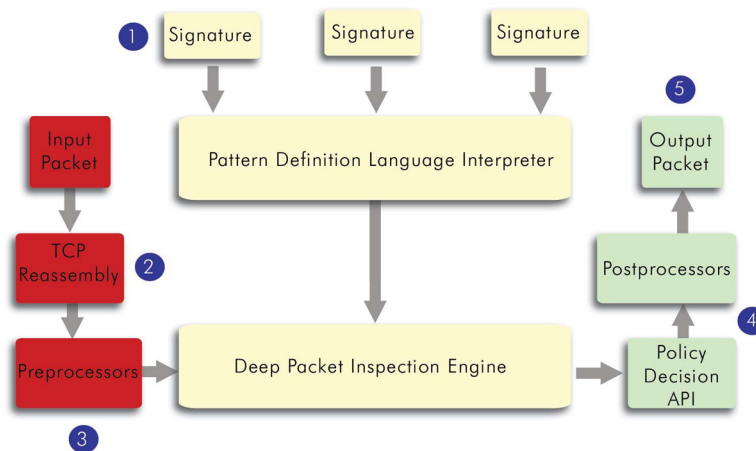 1
Signature
Signature
Signature
5
Input
Packet
Pattern Definition Language Interpreter
Output
Packet
TCP
Reassembly
2
Postprocessors
4
Preprocessors
Deep Packet Inspection Engine
Policy
Decision
API
3